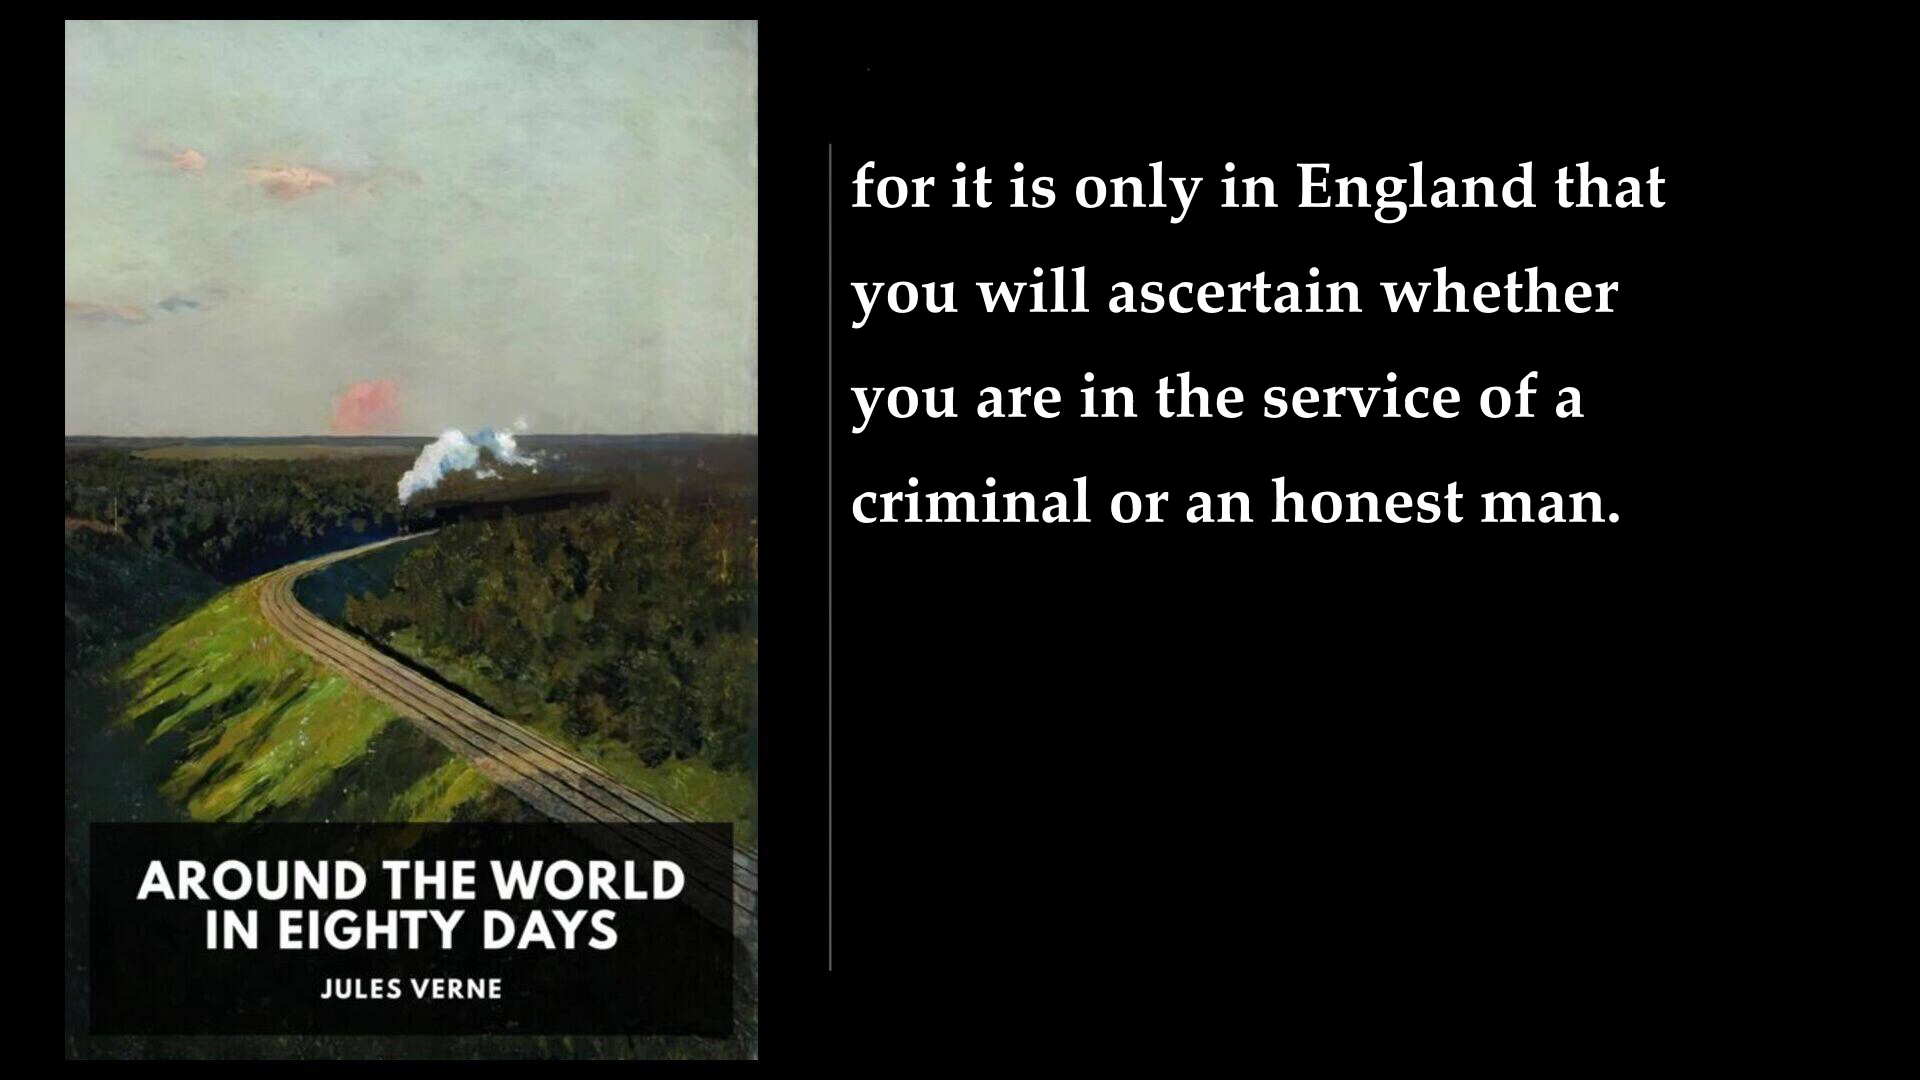 for it is only in England that
you will ascertain whether
you are in the service of a
criminal or an honest man.
AROUND THE WORLD
IN EIGHTY DAYS
JULES VERNE